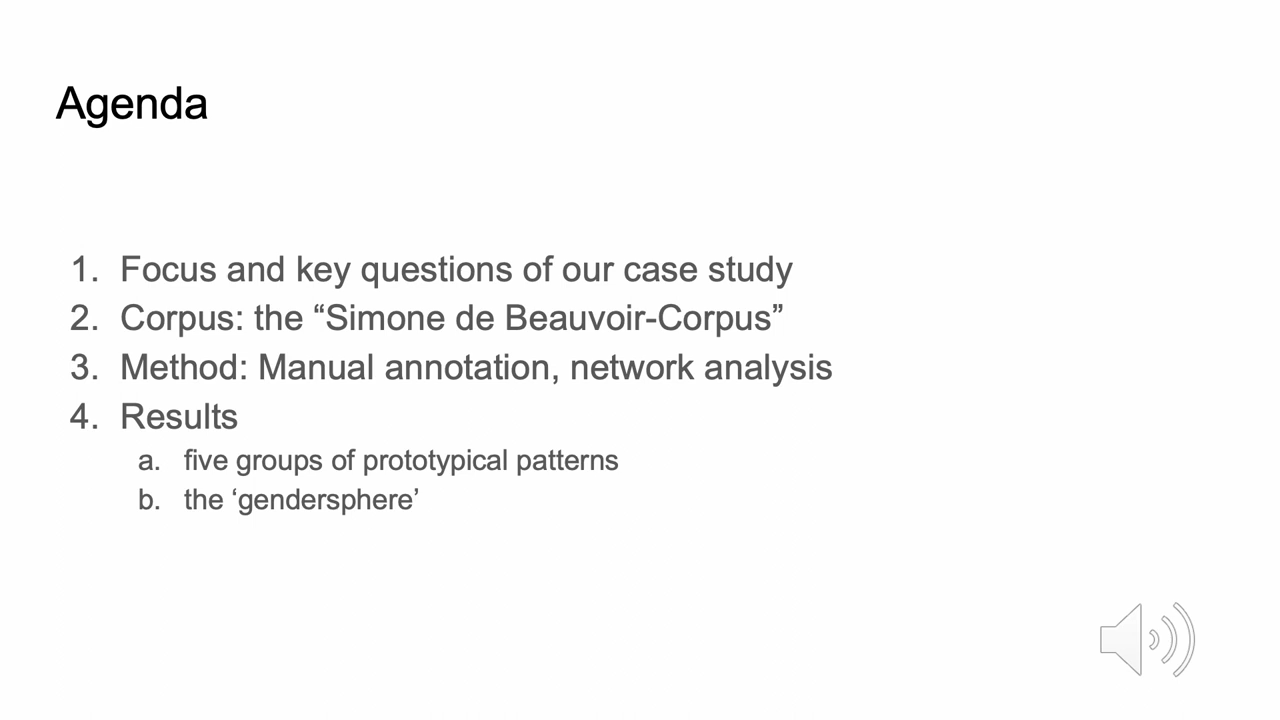 Agenda
1. Focus and key questions of our case study
2. Corpus: the “Simone de Beauvoir-Corpus”
3. Method: Manual annotation, network analysis
4. Results
a. five groups of prototypical patterns
b. the ‘gendersphere’